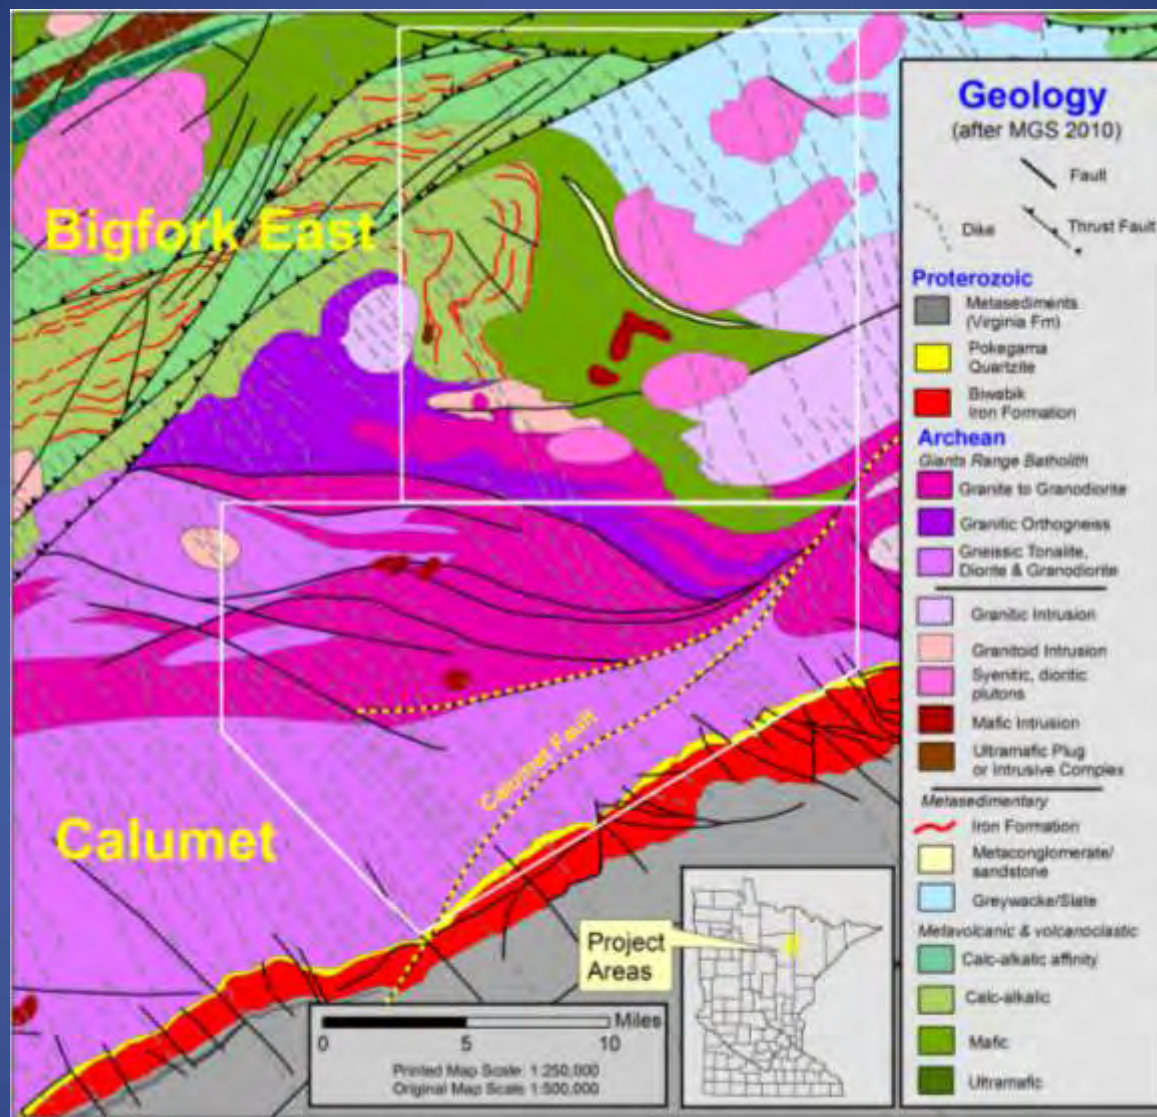 Bigfork East
Calumet
Calumet Fault
Geology
(after MGS 2010)
Fault
Dike
Thrust Fault
Proterozoic
Metasediments
(Virginia Fm)
Pokegama
Quartzite
Biwabik
Iron Formation
Archean
Giants Range Batholith
Granite to Granodiorite
Granitic Orthogneiss
Gneissic Tonalite,
Diorite & Granodiorite
Granitic Intrusion
Granitoid Intrusion
Syenitic, dioritic
plutons
Mafic Intrusion
Ultramafic Plug
or Intrusive Complex
Metasedimentary
Iron Formation
Metaconglomerate/
sandstone
Greywacke/Slate
Metavolcanic & volcanoclastic
Calc-alkalic affinity
Calc-alkalic
Mafic
Ultramafic
Project
Areas
Miles
0 5 10
Printed Map Scale: 1:250,000
Original Map Scale 1:500,000